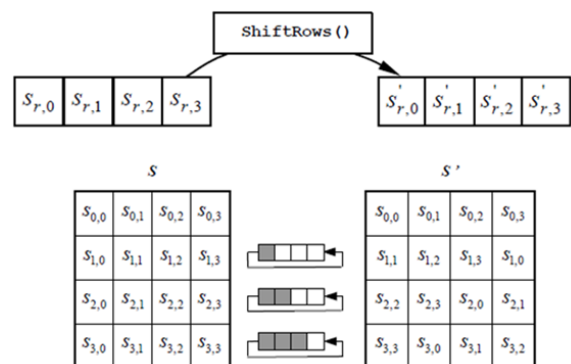 ShiftRows()
S_{r,0} S_{r,1} S_{r,2} S_{r,3} S'_{r,0} S'_{r,1} S'_{r,2} S'_{r,3}
S S'
S_{0,0} S_{0,1} S_{0,2} S_{0,3} S_{0,0} S_{0,1} S_{0,2} S_{0,3}
S_{1,0} S_{1,1} S_{1,2} S_{1,3} S_{1,1} S_{1,2} S_{1,3} S_{1,0}
S_{2,0} S_{2,1} S_{2,2} S_{2,3} S_{2,2} S_{2,3} S_{2,0} S_{2,1}
S_{3,0} S_{3,1} S_{3,2} S_{3,3} S_{3,3} S_{3,0} S_{3,1} S_{3,2}